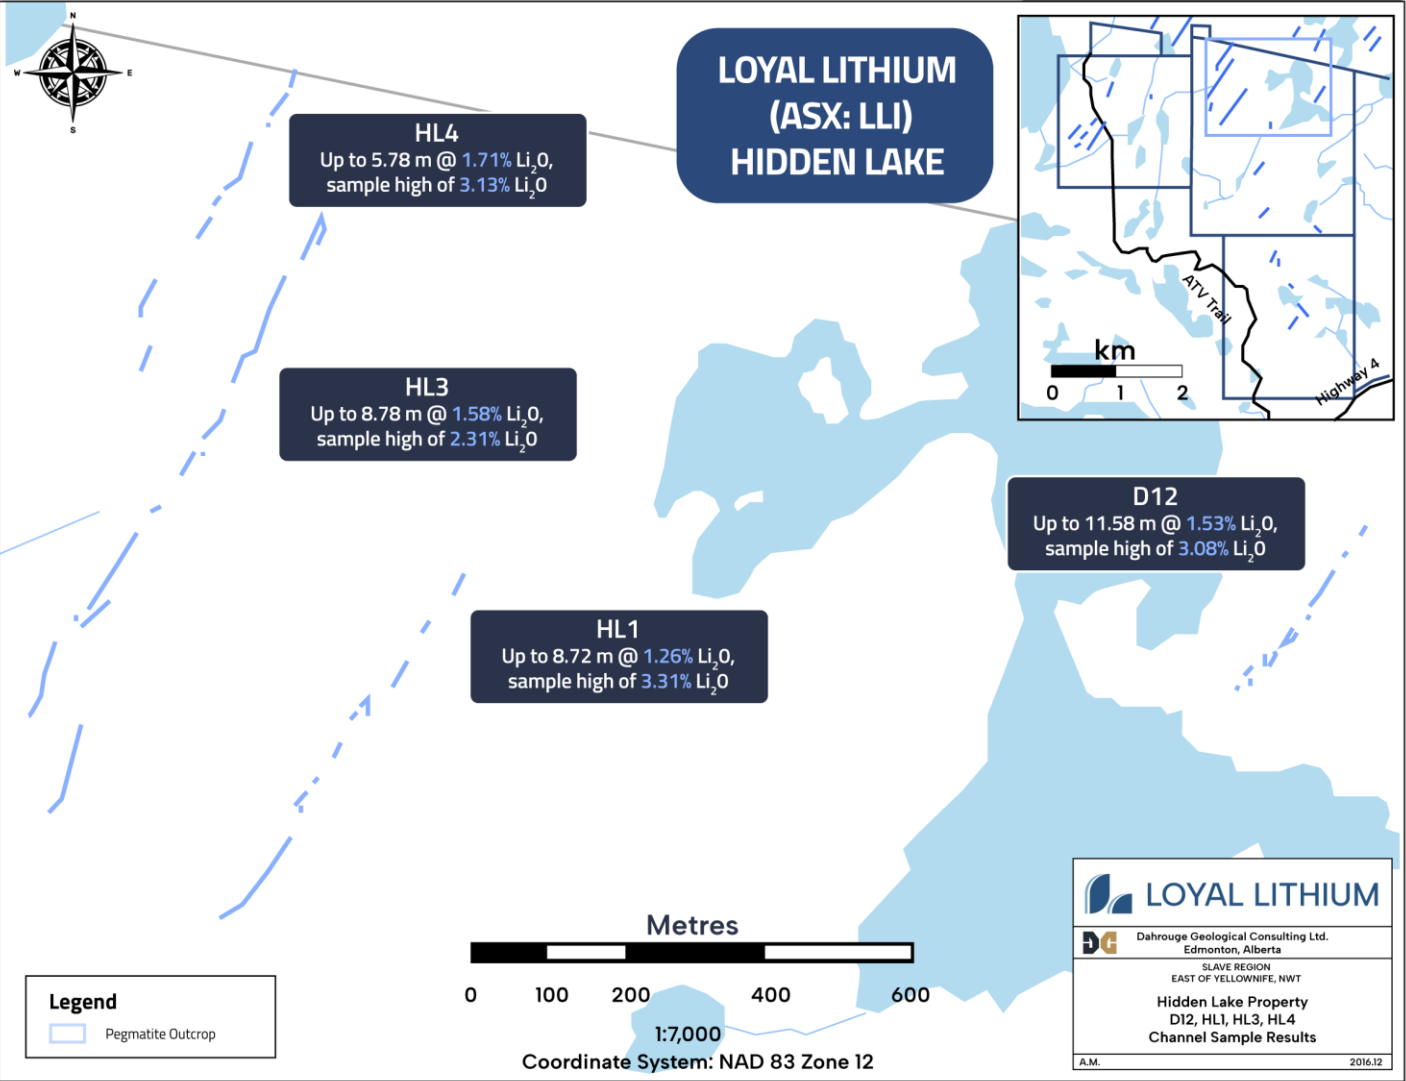 N
W
E
S
LOYAL LITHIUM
(ASX: LLI)
HIDDEN LAKE
HL4
Up to 5.78 m @ 1.71% Li₂O,
sample high of 3.13% Li₂O
HL3
Up to 8.78 m @ 1.58% Li₂O,
sample high of 2.31% Li₂O
ATV Trail
km
0 1 2
Highway 4
D12
Up to 11.58 m @ 1.53% Li₂O,
sample high of 3.08% Li₂O
HL1
Up to 8.72 m @ 1.26% Li₂O,
sample high of 3.31% Li₂O
Metres
0 100 200 400 600
1:7,000
Coordinate System: NAD 83 Zone 12
Legend
Pegmatite Outcrop
LOYAL LITHIUM
DG
Dahrouge Geological Consulting Ltd.
Edmonton, Alberta
SLAVE REGION
EAST OF YELLOWNIFE, NWT
Hidden Lake Property
D12, HL1, HL3, HL4
Channel Sample Results
A.M. 2016.12